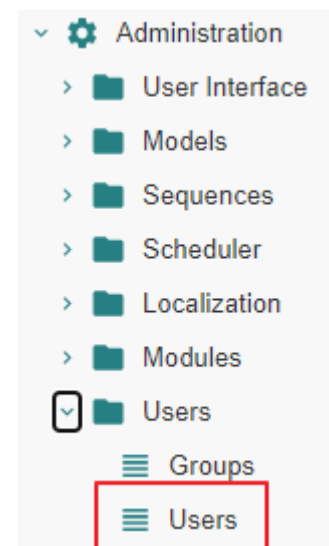 Administration
User Interface
Models
Sequences
Scheduler
Localization
Modules
Users
Groups
Users